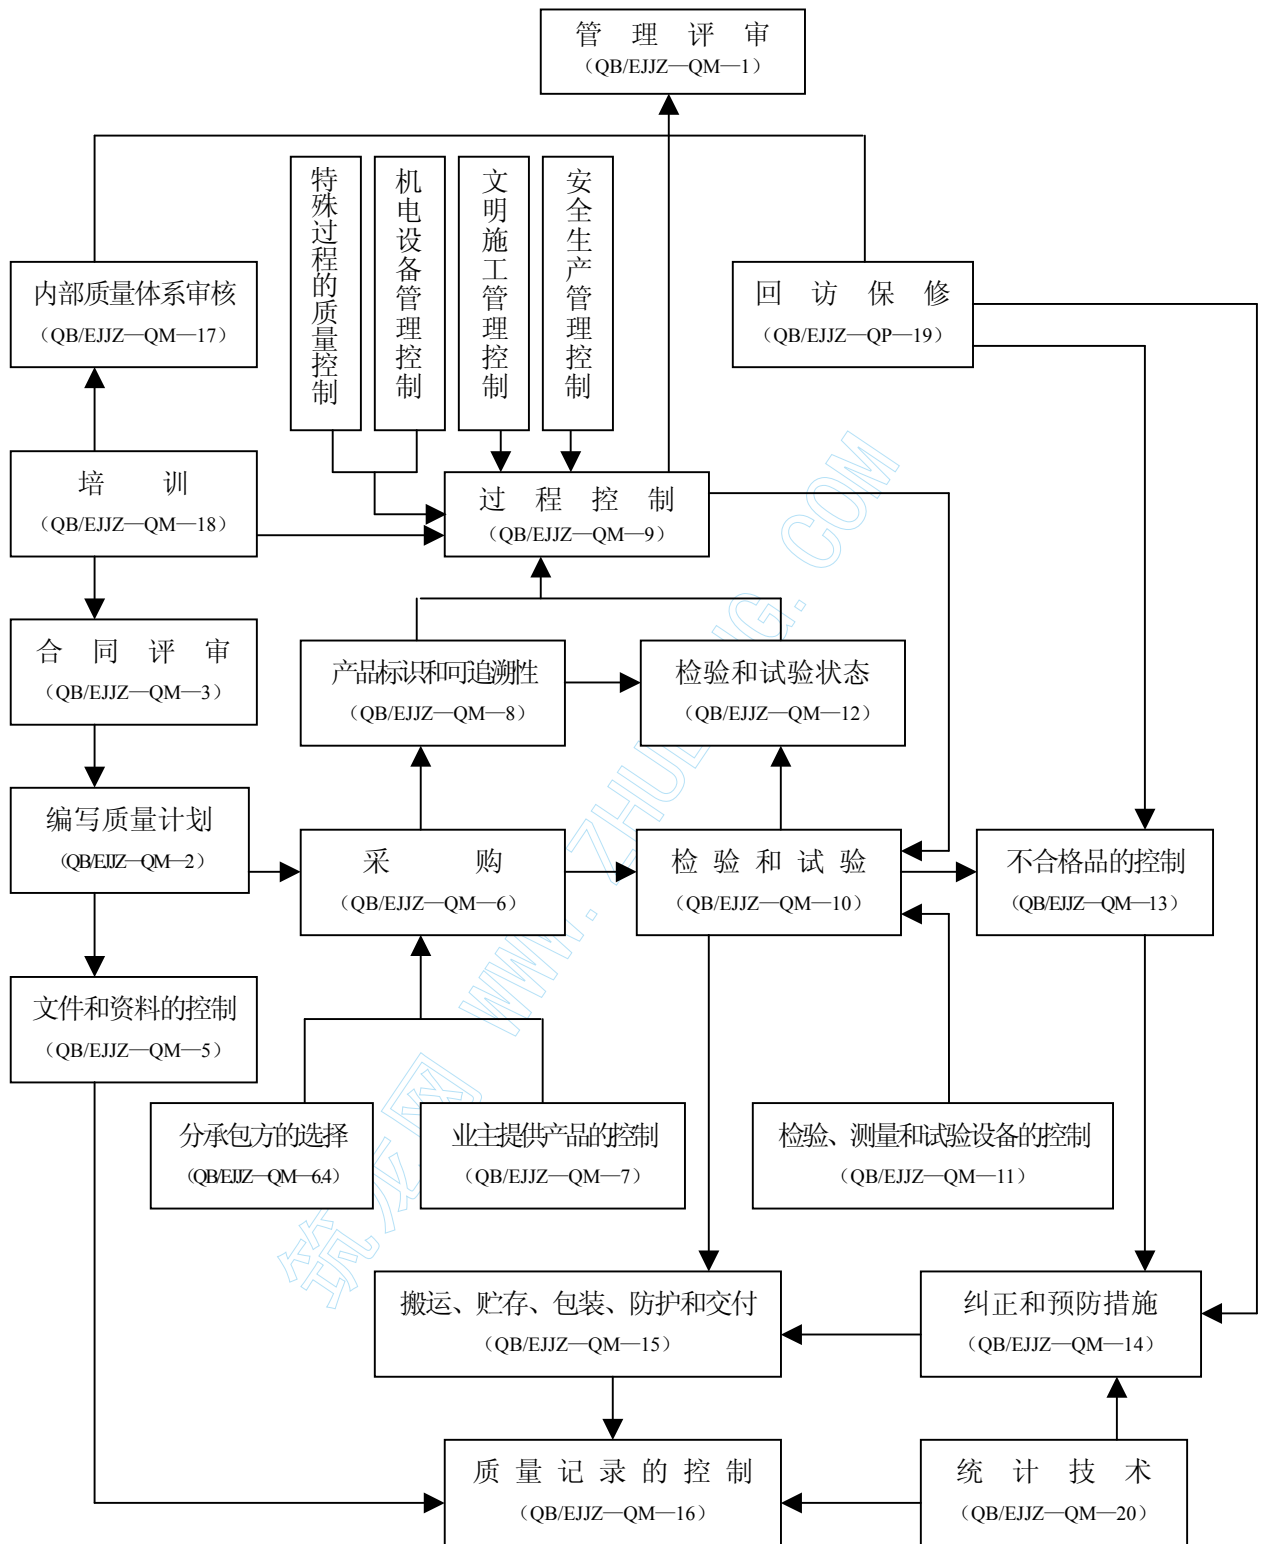 管理评审
（QB/EJJZ—QM—1）
特殊过程的质量控制
机电设备管理控制
文明施工管理控制
安全生产管理控制
内部质量体系审核
（QB/EJJZ—QM—17）
回访保修
（QB/EJJZ—QP—19）
培训
（QB/EJJZ—QM—18）
过程控制
（QB/EJJZ—QM—9）
合同评审
（QB/EJJZ—QM—3）
产品标识和可追溯性
（QB/EJJZ—QM—8）
检验和试验状态
（QB/EJJZ—QM—12）
编写质量计划
（QB/EJJZ—QM—2）
采购
（QB/EJJZ—QM—6）
检验和试验
（QB/EJJZ—QM—10）
不合格品的控制
（QB/EJJZ—QM—13）
文件和资料的控制
（QB/EJJZ—QM—5）
分承包方的选择
（QB/EJJZ—QM—6.4）
业主提供产品的控制
（QB/EJJZ—QM—7）
检验、测量和试验设备的控制
（QB/EJJZ—QM—11）
搬运、贮存、包装、防护和交付
（QB/EJJZ—QM—15）
纠正和预防措施
（QB/EJJZ—QM—14）
质量记录的控制
（QB/EJJZ—QM—16）
统计技术
（QB/EJJZ—QM—20）
筑龙网 WWW.ZHULONG.COM